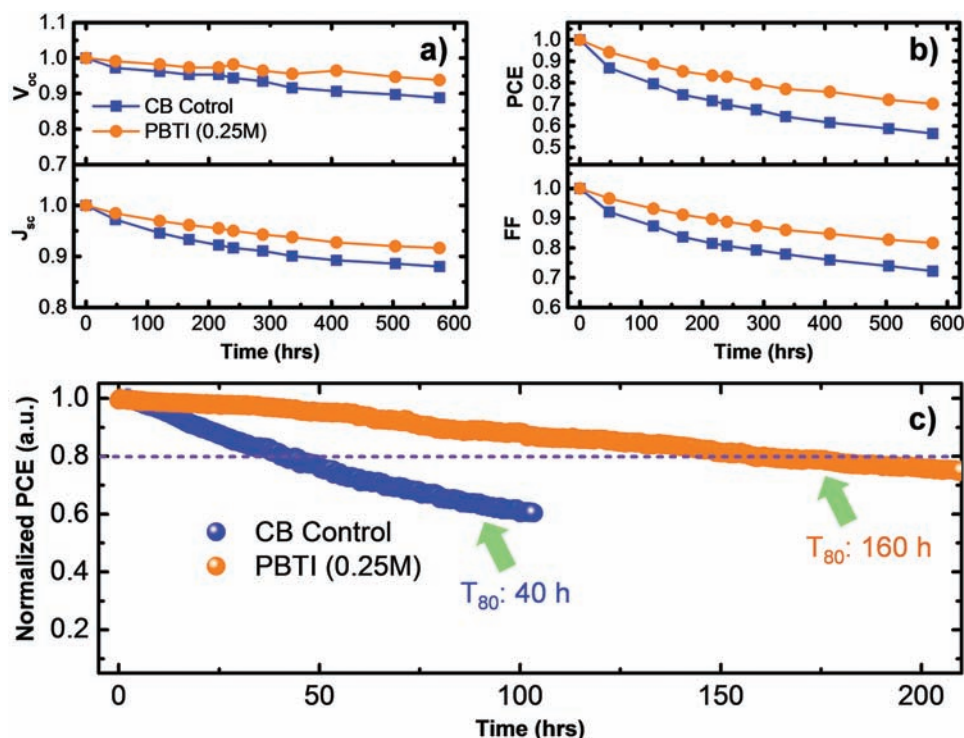 a)
1.0
0.9
0.8
0.7
V_oc
CB Cotrol
PBTI (0.25M)
1.0
0.9
0.8
J_sc
0 100 200 300 400 500 600
Time (hrs)
b)
1.0
0.9
0.8
0.7
0.6
0.5
PCE
1.0
0.9
0.8
0.7
0.6
FF
0 100 200 300 400 500 600
Time (hrs)
c)
1.0
0.8
0.6
0.4
0.2
Normalized PCE (a.u.)
CB Control
PBTI (0.25M)
T₈₀: 40 h
T₈₀: 160 h
0 50 100 150 200
Time (hrs)